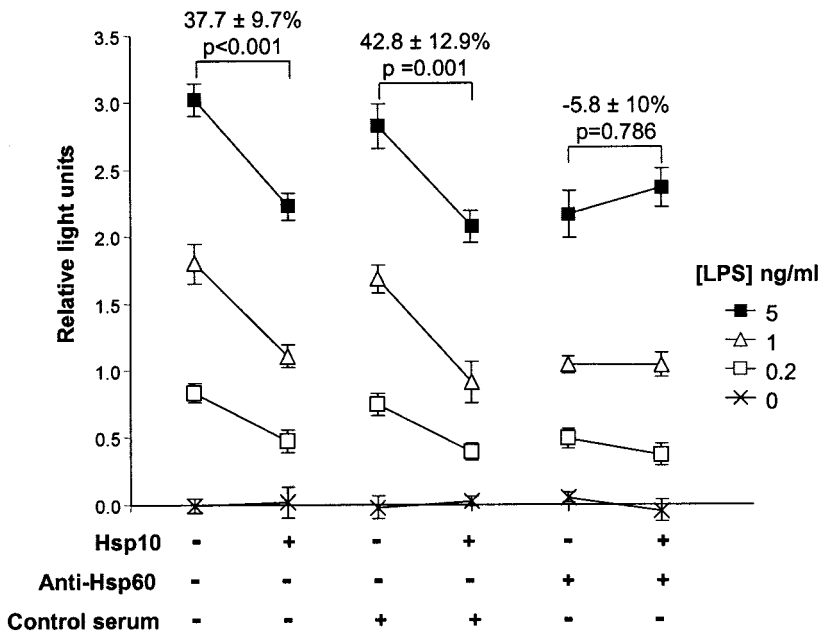 37.7 ± 9.7%
p<0.001
42.8 ± 12.9%
p =0.001
-5.8 ± 10%
p=0.786
Relative light units
3.5
3.0
2.5
2.0
1.5
1.0
0.5
0.0
[LPS] ng/ml
5
1
0.2
0
Hsp10 - + - + - +
Anti-Hsp60 - - - - + +
Control serum - - + + - -